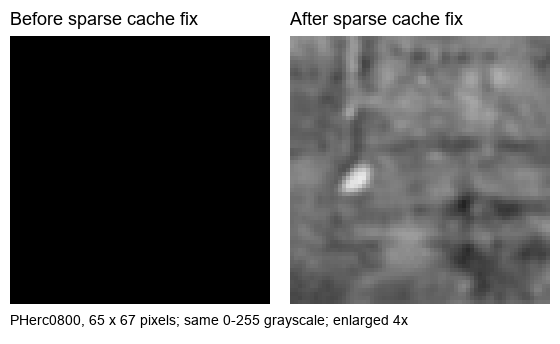 Before sparse cache fix
After sparse cache fix
PHerc0800, 65 x 67 pixels; same 0-255 grayscale; enlarged 4x